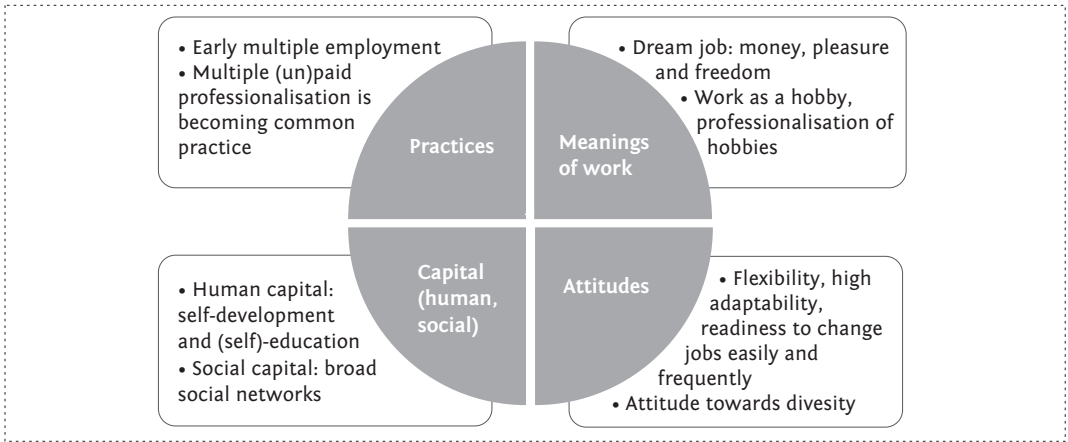 • Early multiple employment
• Multiple (un)paid
professionalisation is
becoming common
practice
Practices
• Dream job: money, pleasure
and freedom
• Work as a hobby,
professionalisation of
hobbies
Meanings
of work
• Human capital:
self-development
and (self)-education
• Social capital: broad
social networks
Capital
(human,
social)
• Flexibility, high
adaptability,
readiness to change
jobs easily and
frequently
• Attitude towards divesity
Attitudes